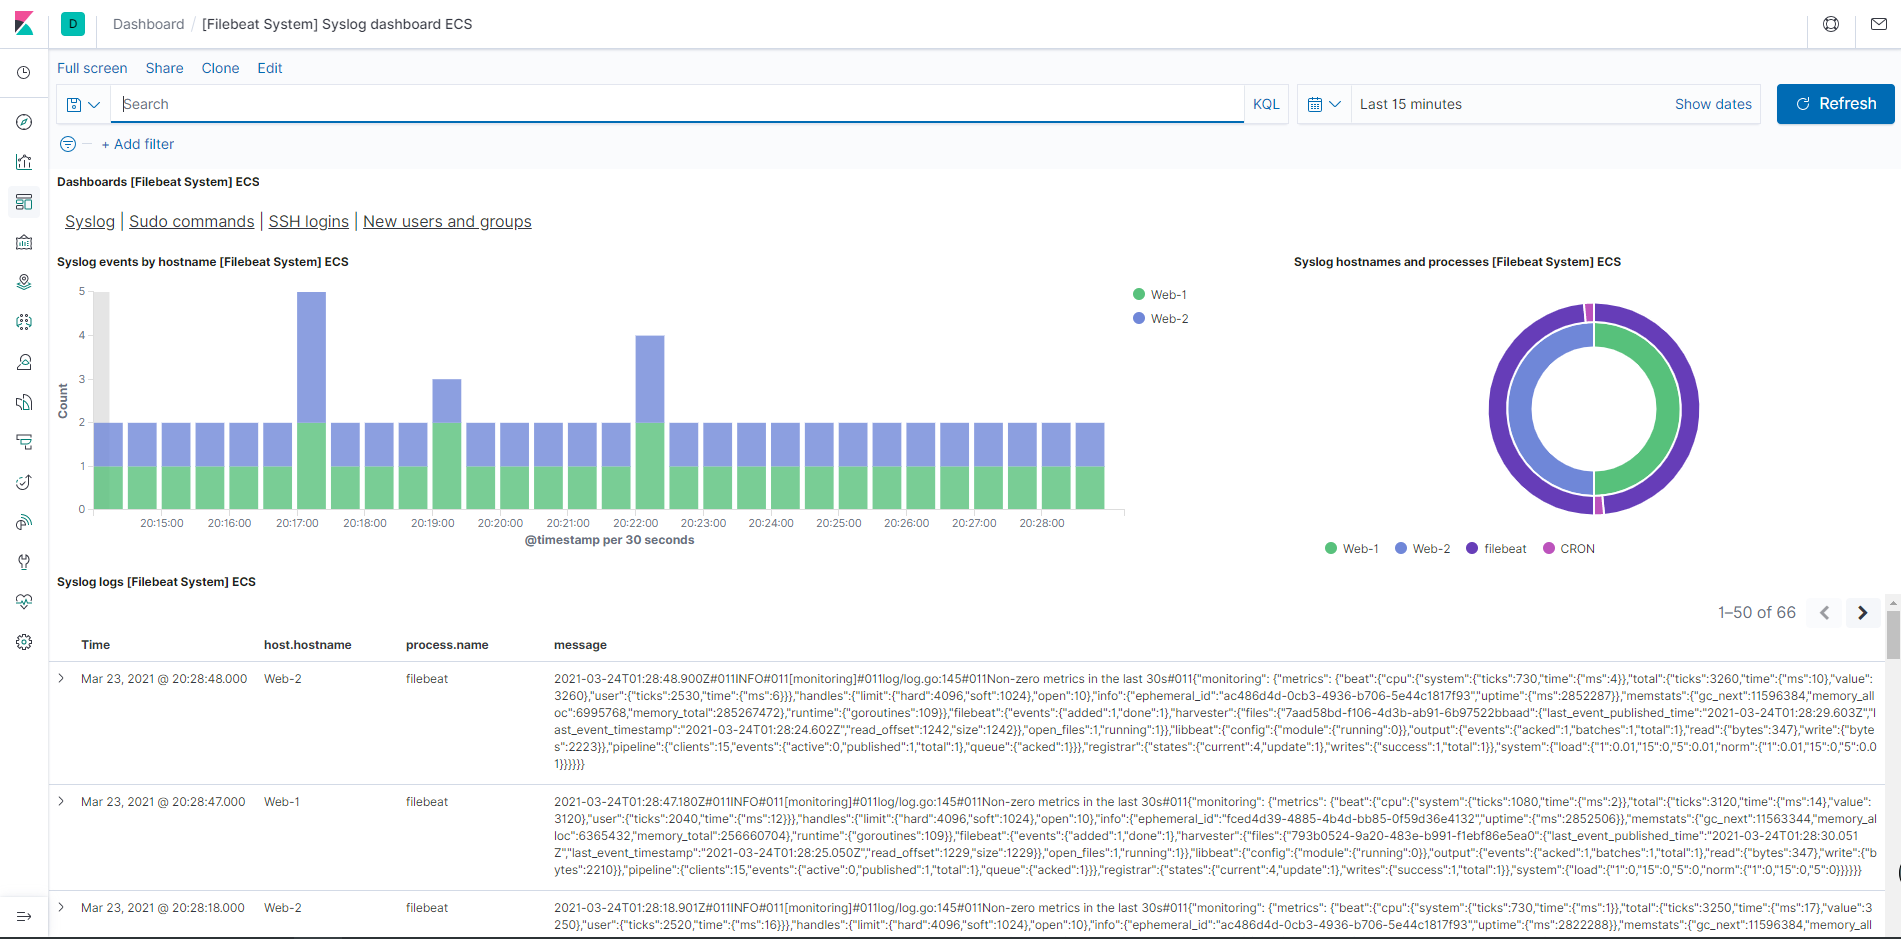 D Dashboard / [Filebeat System] Syslog dashboard ECS
Full screen Share Clone Edit
Search KQL Last 15 minutes Show dates Refresh
+ Add filter
Dashboards [Filebeat System] ECS
Syslog | Sudo commands | SSH logins | New users and groups
Syslog events by hostname [Filebeat System] ECS
5
4
3
2
1
0
Count
20:15:00 20:16:00 20:17:00 20:18:00 20:19:00 20:20:00 20:21:00 20:22:00 20:23:00 20:24:00 20:25:00 20:26:00 20:27:00 20:28:00
@timestamp per 30 seconds
Web-1
Web-2
Syslog hostnames and processes [Filebeat System] ECS
Web-1 Web-2 filebeat CRON
Syslog logs [Filebeat System] ECS
1–50 of 66
Time host.hostname process.name message
Mar 23, 2021 @ 20:28:48.000 Web-2 filebeat 2021-03-24T01:28:48.900Z#011INFO#011[monitoring]#011log/log.go:145#011Non-zero metrics in the last 30s#011{"monitoring": {"metrics": {"beat":{"cpu":{"system":{"ticks":730,"time":{"ms":4}},"total":{"ticks":3260,"time":{"ms":10},"value":
3260},"user":{"ticks":2530,"time":{"ms":6}}},"handles":{"limit":{"hard":4096,"soft":1024},"open":10},"info":{"ephemeral_id":"ac486d4d-0cb3-4936-b706-5e44c1817f93","uptime":{"ms":2852287}},"memstats":{"gc_next":11596384,"memory_all
oc":6995768,"memory_total":285267472},"runtime":{"goroutines":109}},"filebeat":{"events":{"added":1,"done":1},"harvester":{"files":{"7aad58bd-f106-4d3b-ab91-6b97522bbaad":{"last_event_published_time":"2021-03-24T01:28:29.603Z","l
ast_event_timestamp":"2021-03-24T01:28:24.602Z","read_offset":1242,"size":1242}},"open_files":1,"running":1}},"libbeat":{"config":{"module":{"running":0}},"output":{"events":{"acked":1,"batches":1,"total":1},"read":{"bytes":347},"write":{"byte
s":2223}},"pipeline":{"clients":15,"events":{"active":0,"published":1,"total":1},"queue":{"acked":1}}},"registrar":{"states":{"current":4,"update":1},"writes":{"success":1,"total":1}},"system":{"load":{"1":0.01,"15":0,"5":0.01,"norm":{"1":0.01,"15":0,"5":0.0
1}}}}}}
Mar 23, 2021 @ 20:28:47.000 Web-1 filebeat 2021-03-24T01:28:47.180Z#011INFO#011[monitoring]#011log/log.go:145#011Non-zero metrics in the last 30s#011{"monitoring": {"metrics": {"beat":{"cpu":{"system":{"ticks":1080,"time":{"ms":2}},"total":{"ticks":3120,"time":{"ms":14},"value":
3120},"user":{"ticks":2040,"time":{"ms":12}}},"handles":{"limit":{"hard":4096,"soft":1024},"open":10},"info":{"ephemeral_id":"fced4d39-4885-4b4d-bb85-0f59d36e4132","uptime":{"ms":2852506}},"memstats":{"gc_next":11563344,"memory_al
loc":6365432,"memory_total":256660704},"runtime":{"goroutines":109}},"filebeat":{"events":{"added":1,"done":1},"harvester":{"files":{"793b0524-9a20-483e-b991-f1ebf86e5ea0":{"last_event_published_time":"2021-03-24T01:28:30.051
Z","last_event_timestamp":"2021-03-24T01:28:25.050Z","read_offset":1229,"size":1229}},"open_files":1,"running":1}},"libbeat":{"config":{"module":{"running":0}},"output":{"events":{"acked":1,"batches":1,"total":1},"read":{"bytes":347},"write":{"b
ytes":2210}},"pipeline":{"clients":15,"events":{"active":0,"published":1,"total":1},"queue":{"acked":1}}},"registrar":{"states":{"current":4,"update":1},"writes":{"success":1,"total":1}},"system":{"load":{"1":0,"15":0,"5":0,"norm":{"1":0,"15":0,"5":0}}}}}}
Mar 23, 2021 @ 20:28:18.000 Web-2 filebeat 2021-03-24T01:28:18.901Z#011INFO#011[monitoring]#011log/log.go:145#011Non-zero metrics in the last 30s#011{"monitoring": {"metrics": {"beat":{"cpu":{"system":{"ticks":730,"time":{"ms":1}},"total":{"ticks":3250,"time":{"ms":17},"value":3
250},"user":{"ticks":2520,"time":{"ms":16}}},"handles":{"limit":{"hard":4096,"soft":1024},"open":10},"info":{"ephemeral_id":"ac486d4d-0cb3-4936-b706-5e44c1817f93","uptime":{"ms":2822288}},"memstats":{"gc_next":11596384,"memory_all